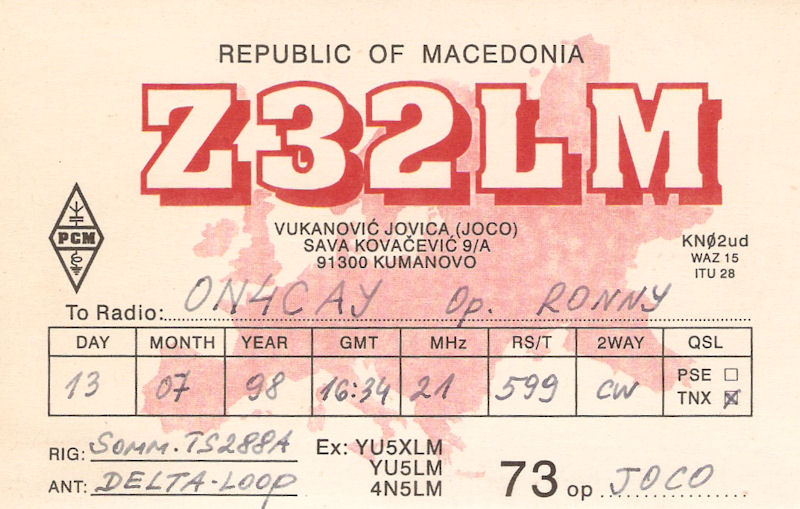 REPUBLIC OF MACEDONIA
Z32LM
VUKANOVIĆ JOVICA (JOCO)
SAVA KOVAČEVIĆ 9/A
91300 KUMANOVO
PCM
KNØ2ud
WAZ 15
ITU 28
To Radio: ON4CAY Op. RONNY
DAY MONTH YEAR GMT MHz RS/T 2WAY QSL
13 07 98 16:34 21 599 CW
PSE ☐
TNX ☒
RIG: SOMM. TS288A
ANT: DELTA-LOOP
Ex: YU5XLM
YU5LM
4N5LM
73 op JOCO